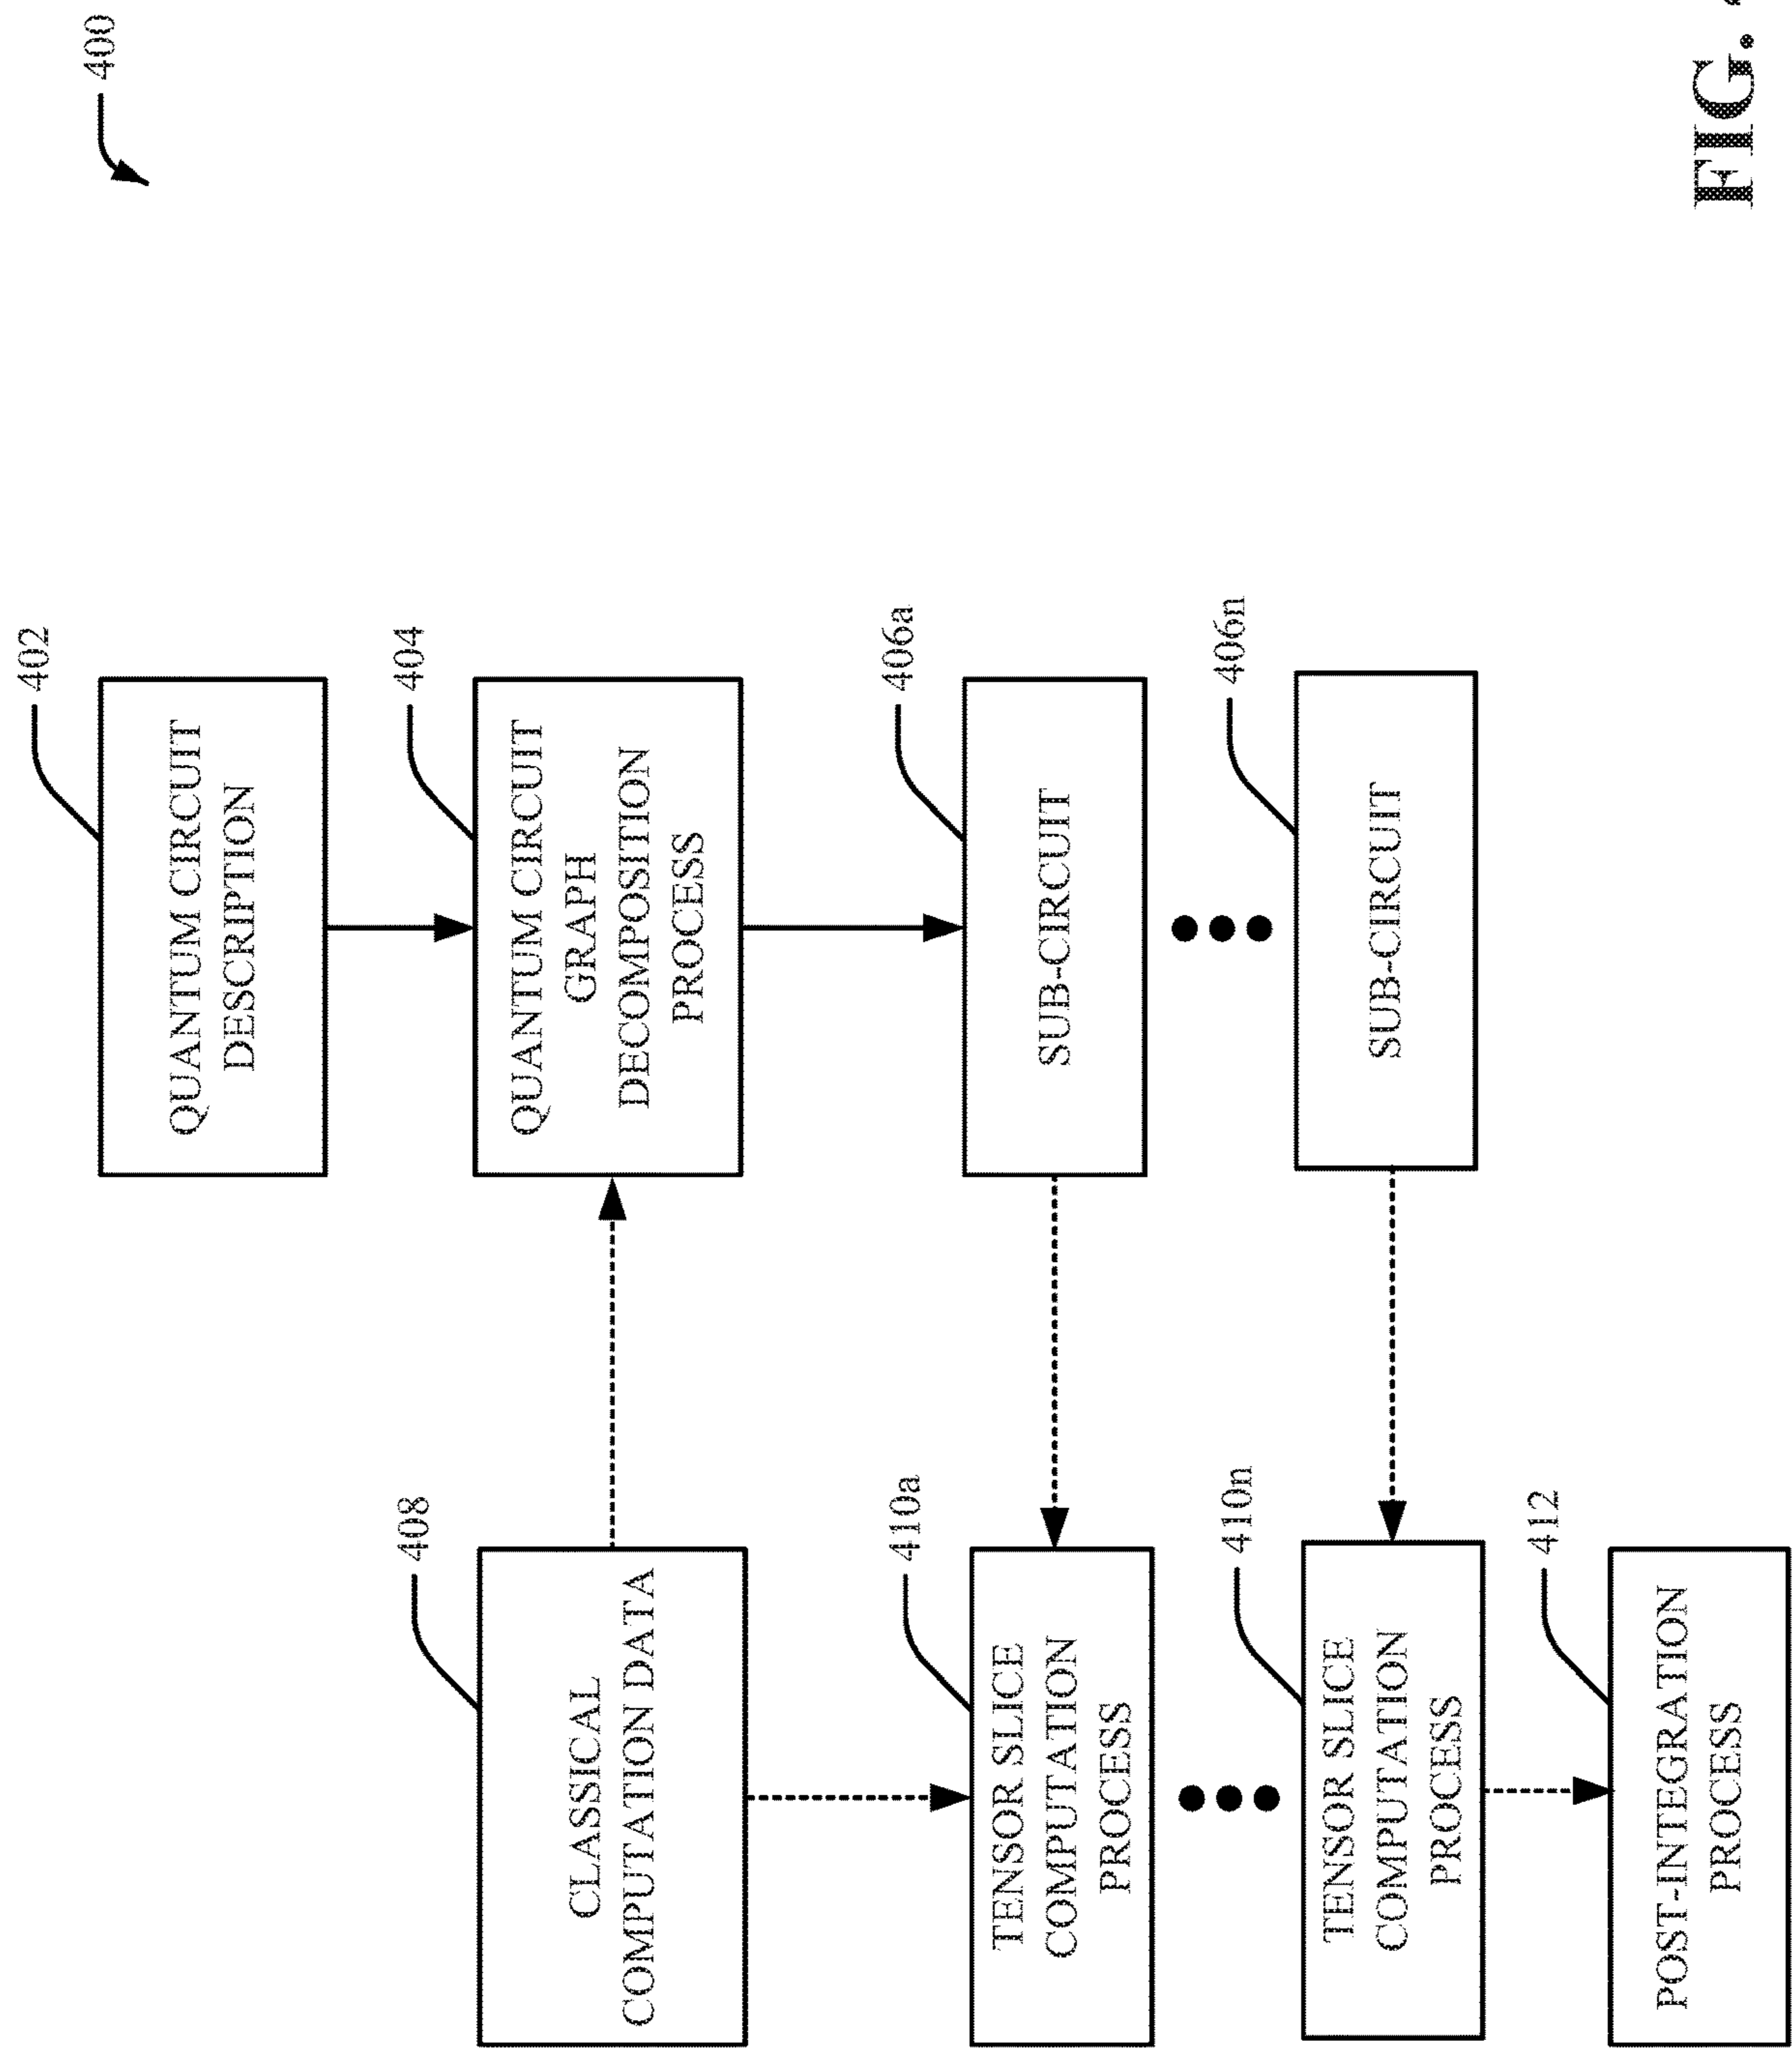 400
402
QUANTUM CIRCUIT
DESCRIPTION
408
404
CLASSICAL
COMPUTATION DATA
QUANTUM CIRCUIT
GRAPH
DECOMPOSITION
PROCESS
410a
406a
TENSOR SLICE
COMPUTATION
PROCESS
SUB-CIRCUIT
410n
406n
TENSOR SLICE
COMPUTATION
PROCESS
SUB-CIRCUIT
412
POST-INTEGRATION
PROCESS
FIG.